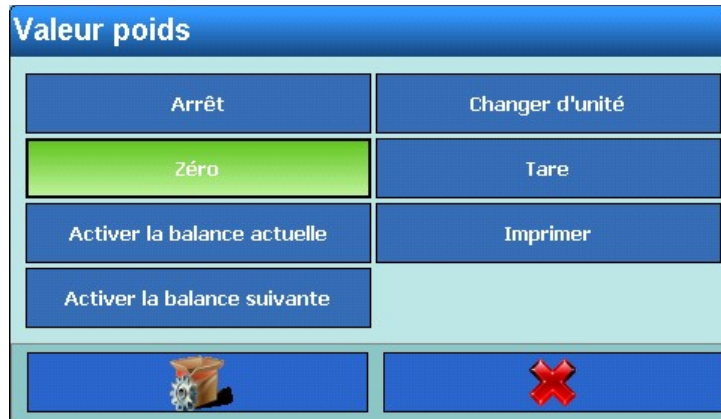 Valeur poids
Arrêt
Changer d'unité
Zéro
Tare
Activer la balance actuelle
Imprimer
Activer la balance suivante